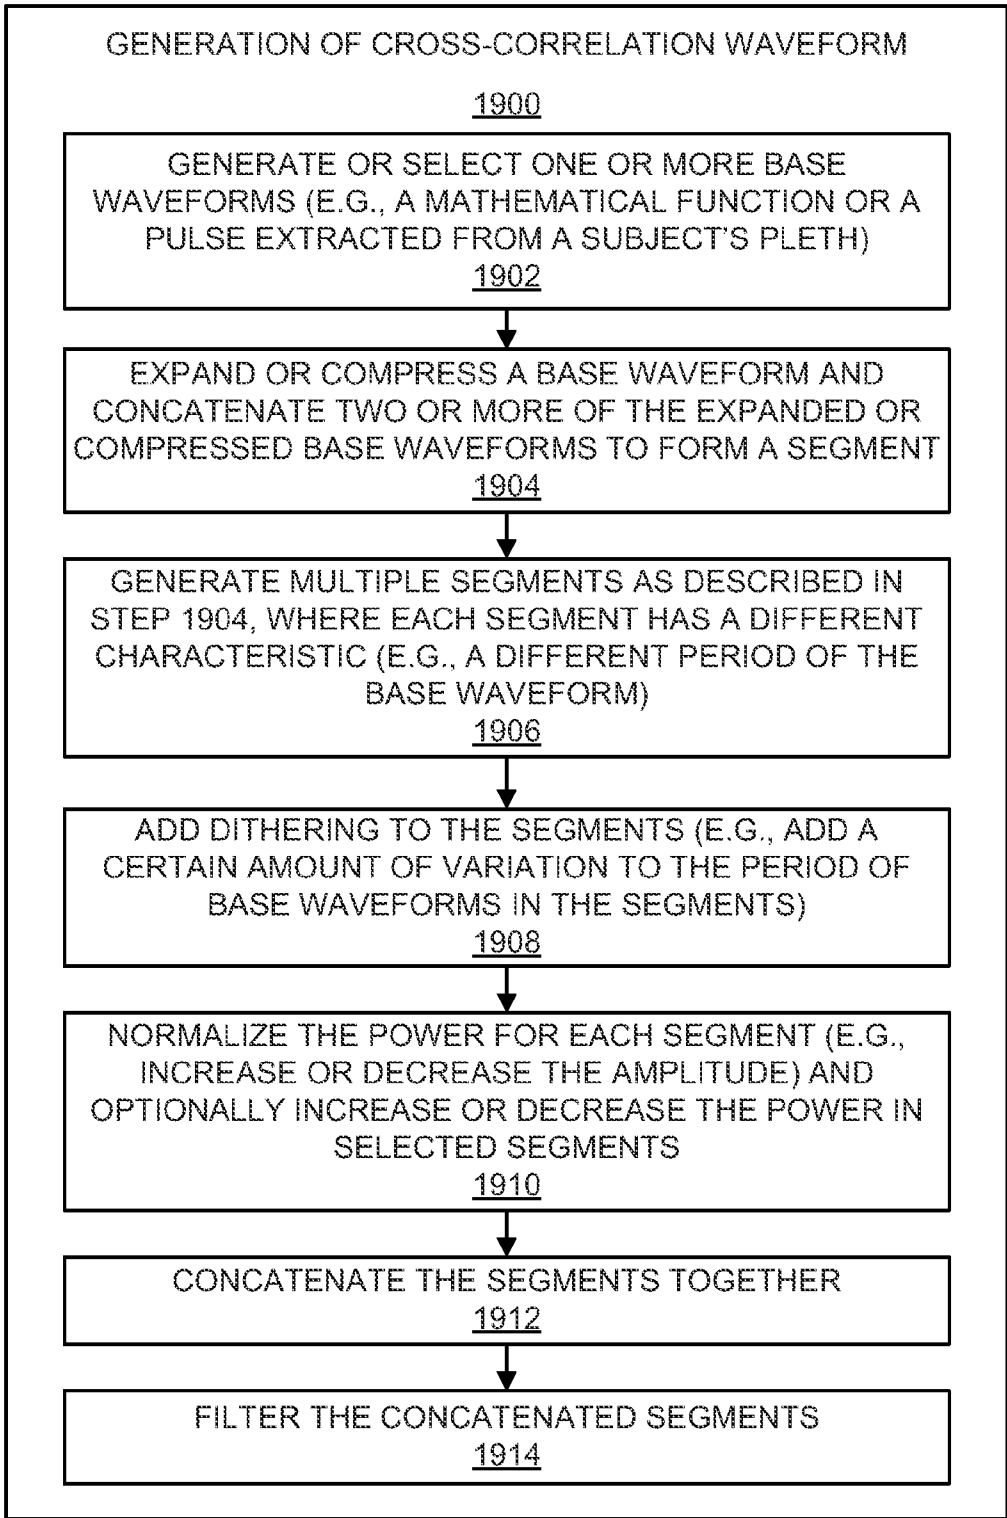 GENERATION OF CROSS-CORRELATION WAVEFORM
1900
GENERATE OR SELECT ONE OR MORE BASE
WAVEFORMS (E.G., A MATHEMATICAL FUNCTION OR A
PULSE EXTRACTED FROM A SUBJECT'S PLETH)
1902
EXPAND OR COMPRESS A BASE WAVEFORM AND
CONCATENATE TWO OR MORE OF THE EXPANDED OR
COMPRESSED BASE WAVEFORMS TO FORM A SEGMENT
1904
GENERATE MULTIPLE SEGMENTS AS DESCRIBED IN
STEP 1904, WHERE EACH SEGMENT HAS A DIFFERENT
CHARACTERISTIC (E.G., A DIFFERENT PERIOD OF THE
BASE WAVEFORM)
1906
ADD DITHERING TO THE SEGMENTS (E.G., ADD A
CERTAIN AMOUNT OF VARIATION TO THE PERIOD OF
BASE WAVEFORMS IN THE SEGMENTS)
1908
NORMALIZE THE POWER FOR EACH SEGMENT (E.G.,
INCREASE OR DECREASE THE AMPLITUDE) AND
OPTIONALLY INCREASE OR DECREASE THE POWER IN
SELECTED SEGMENTS
1910
CONCATENATE THE SEGMENTS TOGETHER
1912
FILTER THE CONCATENATED SEGMENTS
1914